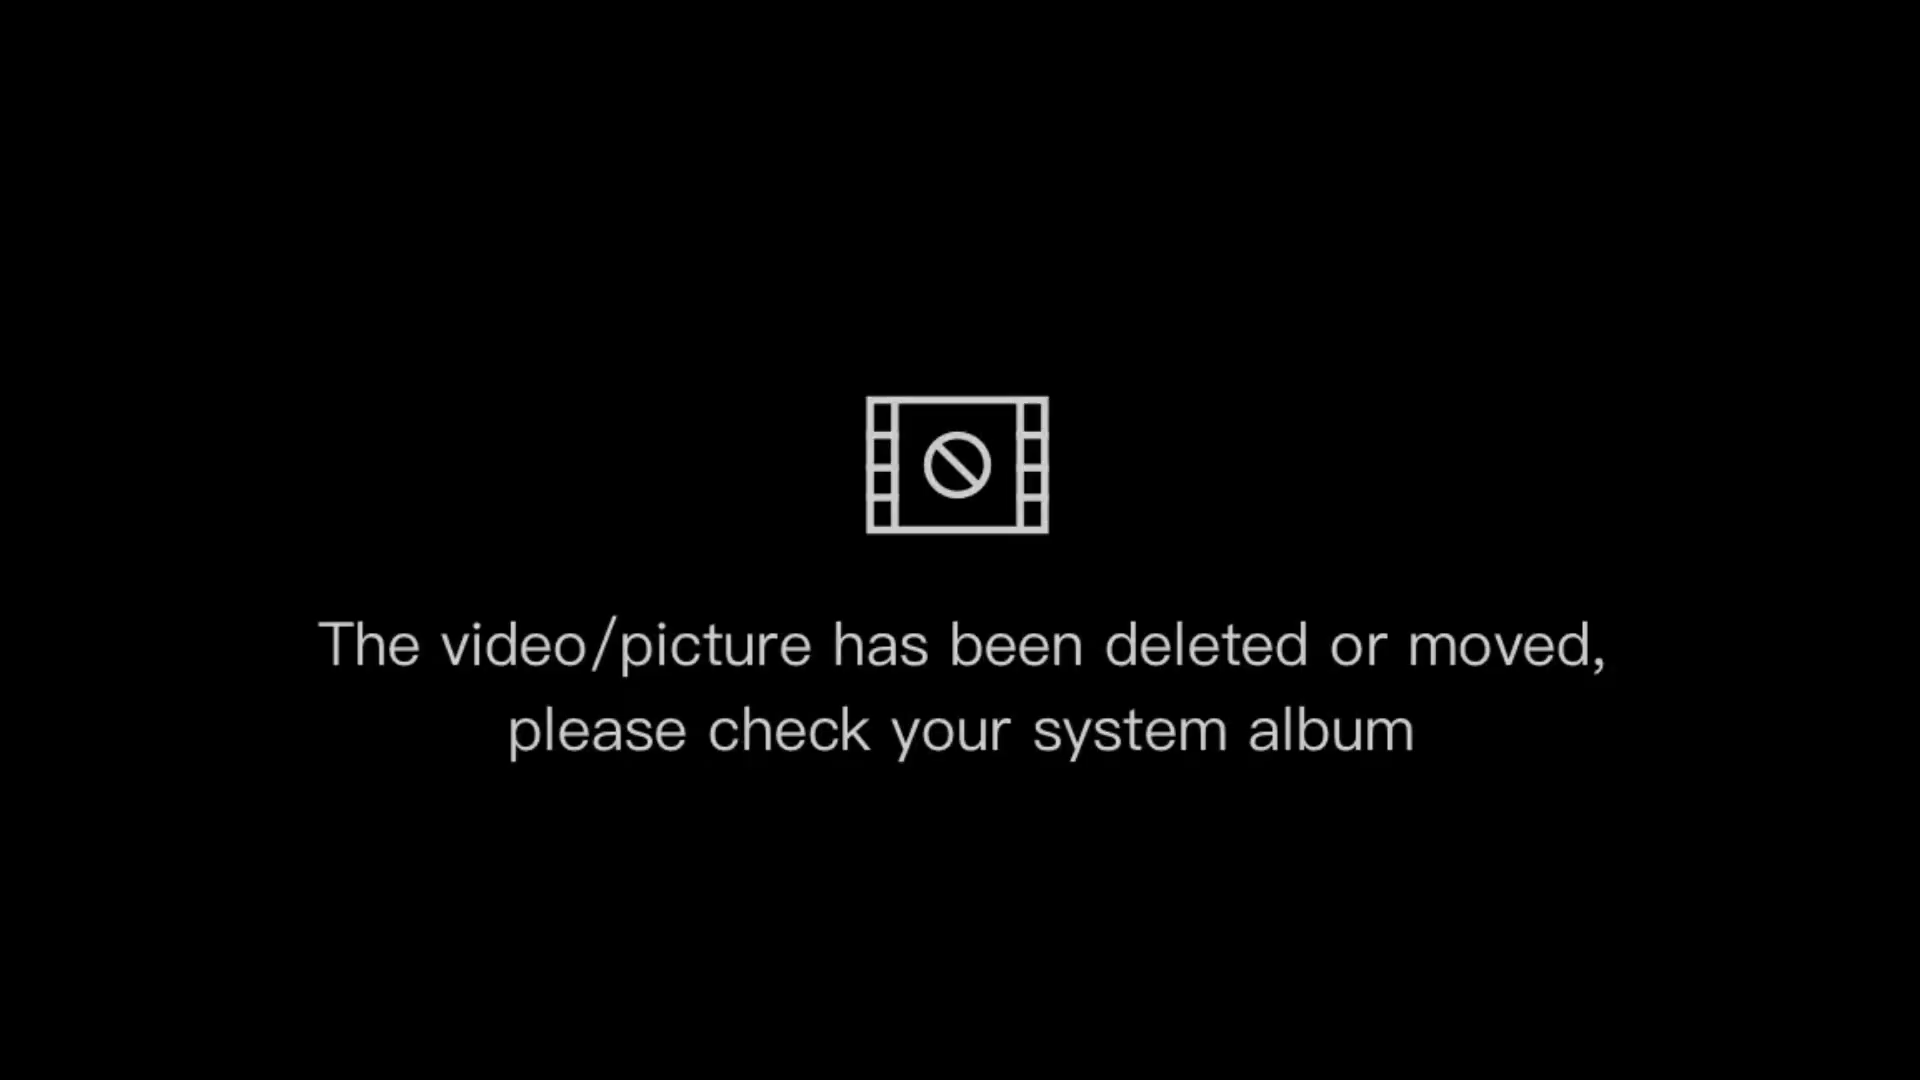 The video/picture has been deleted or moved,
please check your system album